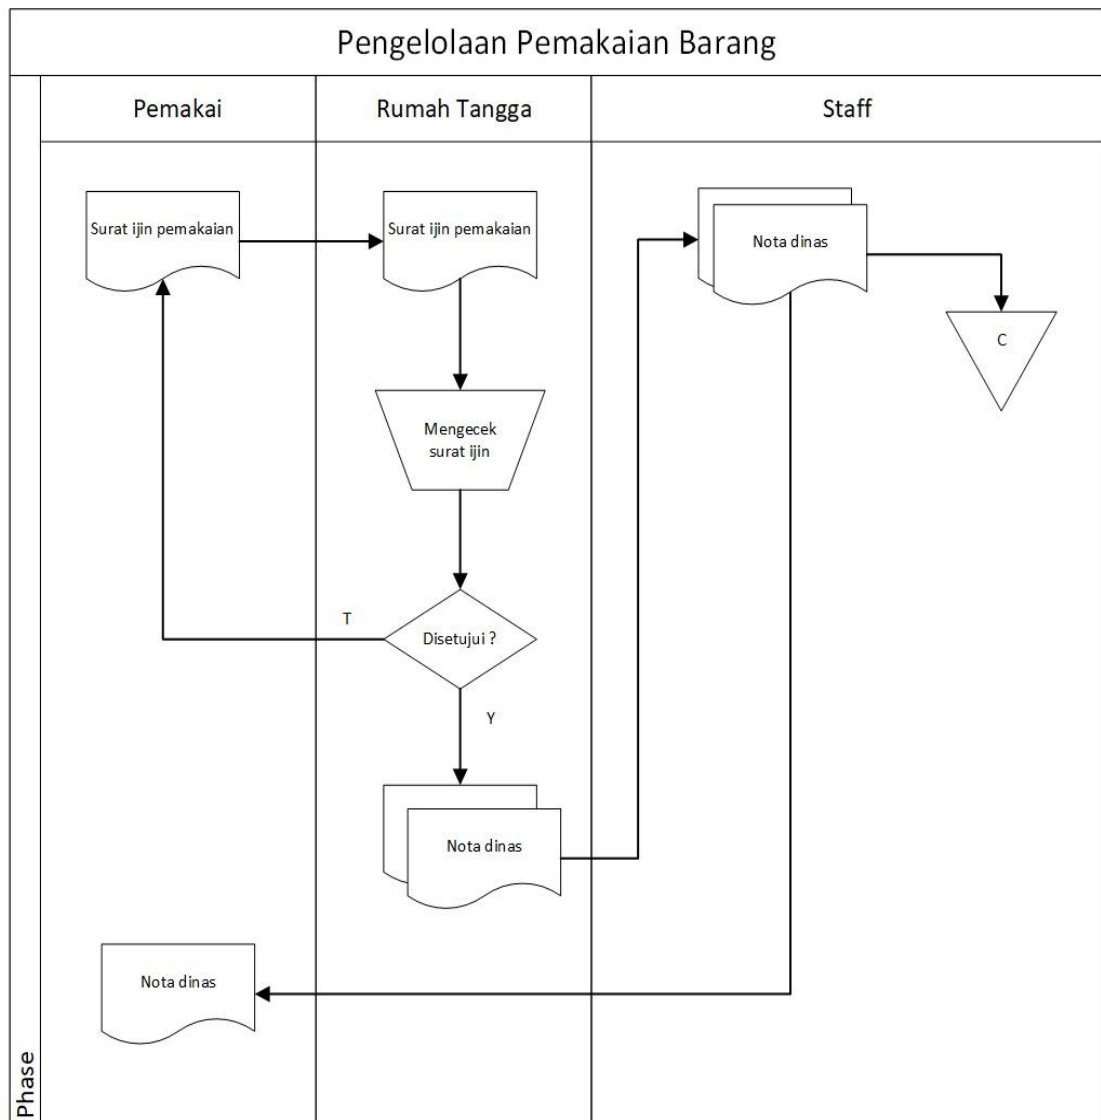 Pengelolaan Pemakaian Barang
Pemakai
Rumah Tangga
Staff
Surat ijin pemakaian
Surat ijin pemakaian
Nota dinas
C
Mengecek
surat ijin
T
Disetujui ?
Y
Nota dinas
Nota dinas
Phase